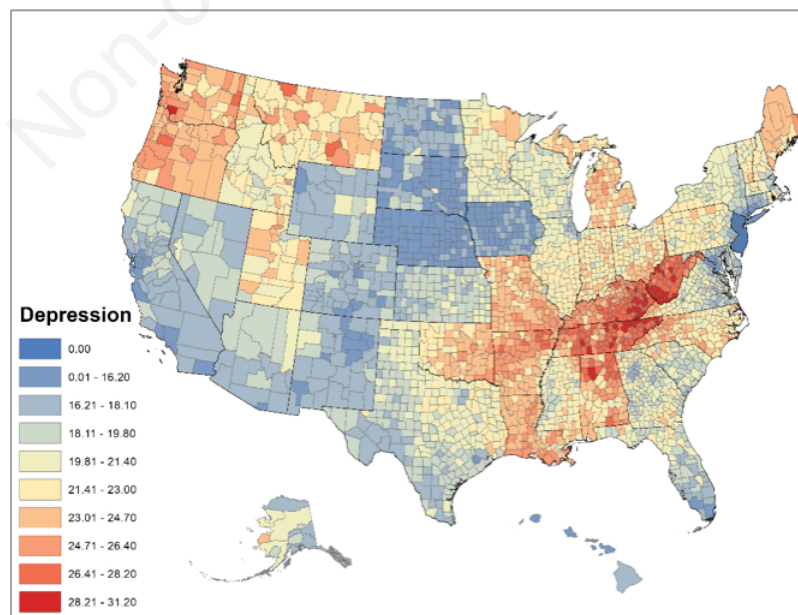 Non-
Depression
0.00
0.01 - 16.20
16.21 - 18.10
18.11 - 19.80
19.81 - 21.40
21.41 - 23.00
23.01 - 24.70
24.71 - 26.40
26.41 - 28.20
28.21 - 31.20